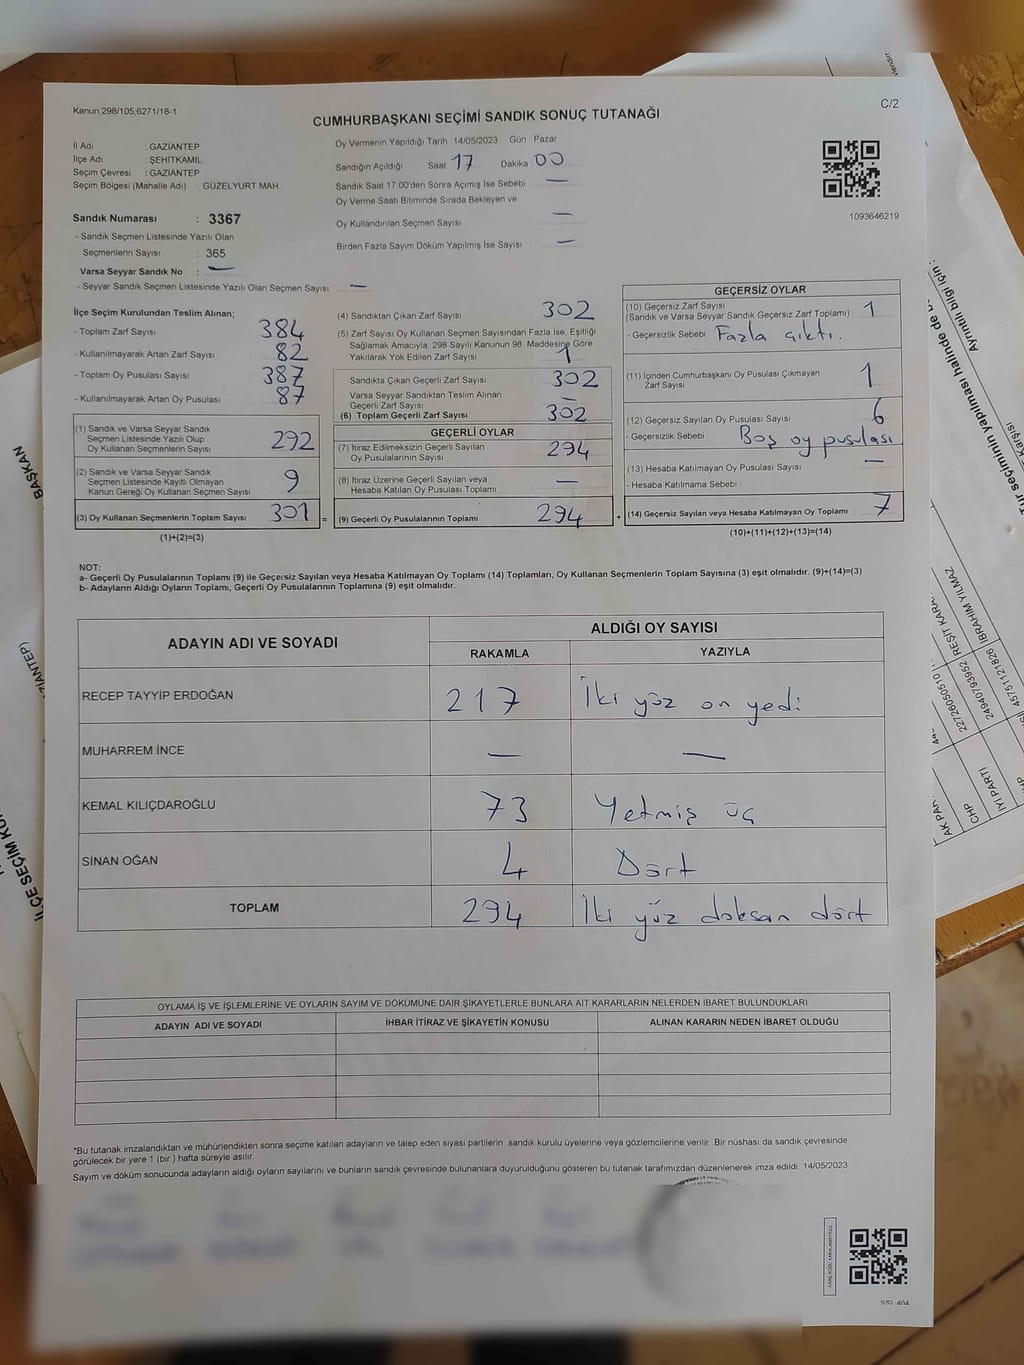 Kanun,298/105,6271/18-1
C/2
CUMHURBAŞKANI SEÇİMİ SANDIK SONUÇ TUTANAĞI
İl Adı : GAZİANTEP
İlçe Adı : ŞEHİTKAMİL
Seçim Çevresi : GAZİANTEP
Seçim Bölgesi (Mahalle Adı) : GÜZELYURT MAH
Sandık Numarası : 3367
- Sandık Seçmen Listesinde Yazılı Olan
Seçmenlerin Sayısı : 365
Varsa Seyyar Sandık No : —
- Seyyar Sandık Seçmen Listesinde Yazılı Olan Seçmen Sayısı: —
Oy Vermenin Yapıldığı Tarih : 14/05/2023 Gün : Pazar
Sandığın Açıldığı Saat 17 Dakika 00
Sandık Saat 17:00'den Sonra Açımış İse Sebebi : —
Oy Verme Saati Bitiminde Sırada Bekleyen ve
Oy Kullandırılan Seçmen Sayısı : —
Birden Fazla Sayım Döküm Yapılmış İse Sayısı : —
1093646219
İlçe Seçim Kurulundan Teslim Alınan;
- Toplam Zarf Sayısı : 384
- Kullanılmayarak Artan Zarf Sayısı : 82
- Toplam Oy Pusulası Sayısı : 387
- Kullanılmayarak Artan Oy Pusulası : 87
(1) Sandık ve Varsa Seyyar Sandık
Seçmen Listesinde Yazılı Olup
Oy Kullanan Seçmenlerin Sayısı : 292
(2) Sandık ve Varsa Seyyar Sandık
Seçmen Listesinde Kayıtlı Olmayan
Kanun Gereği Oy Kullanan Seçmen Sayısı : 9
(3) Oy Kullanan Seçmenlerin Toplam Sayısı : 301 =
(1)+(2)=(3)
(4) Sandıktan Çıkan Zarf Sayısı : 302
(5) Zarf Sayısı Oy Kullanan Seçmen Sayısından Fazla İse, Eşitliği
Sağlamak Amacıyla; 298 Sayılı Kanunun 98. Maddesine Göre
Yakılarak Yok Edilen Zarf Sayısı : 1
Sandıkta Çıkan Geçerli Zarf Sayısı : 302
Varsa Seyyar Sandıktan Teslim Alınan
Geçerli Zarf Sayısı : —
(6) Toplam Geçerli Zarf Sayısı : 302
GEÇERLİ OYLAR
(7) İtiraz Edilmeksizin Geçerli Sayılan
Oy Pusulalarının Sayısı : 294
(8) İtiraz Üzerine Geçerli Sayılan veya
Hesaba Katılan Oy Pusulası Toplamı : —
(9) Geçerli Oy Pusulalarının Toplamı : 294 +
GEÇERSİZ OYLAR
(10) Geçersiz Zarf Sayısı
(Sandık ve Varsa Seyyar Sandık Geçersiz Zarf Toplamı) : 1
- Geçersizlik Sebebi : Fazla çıktı.
(11) İçinden Cumhurbaşkanı Oy Pusulası Çıkmayan
Zarf Sayısı : 1
(12) Geçersiz Sayılan Oy Pusulası Sayısı : 6
- Geçersizlik Sebebi : Boş oy pusulası
(13) Hesaba Katılmayan Oy Pusulası Sayısı : —
- Hesaba Katılmama Sebebi :
(14) Geçersiz Sayılan veya Hesaba Katılmayan Oy Toplamı : 7
(10)+(11)+(12)+(13)=(14)
NOT:
a- Geçerli Oy Pusulalarının Toplamı (9) ile Geçersiz Sayılan veya Hesaba Katılmayan Oy Toplamı (14) Toplamları, Oy Kullanan Seçmenlerin Toplam Sayısına (3) eşit olmalıdır. (9)+(14)=(3)
b- Adayların Aldığı Oyların Toplamı, Geçerli Oy Pusulalarının Toplamına (9) eşit olmalıdır.
ADAYIN ADI VE SOYADI
ALDIĞI OY SAYISI
RAKAMLA YAZIYLA
RECEP TAYYİP ERDOĞAN 217 İki yüz on yedi
MUHARREM İNCE — —
KEMAL KILIÇDAROĞLU 73 Yetmiş üç
SİNAN OĞAN 4 Dört
TOPLAM 294 İki yüz doksan dört
OYLAMA İŞ VE İŞLEMLERİNE VE OYLARIN SAYIM VE DÖKÜMÜNE DAİR ŞİKAYETLERLE BUNLARA AİT KARARLARIN NELERDEN İBARET BULUNDUKLARI
ADAYIN ADI VE SOYADI İHBAR İTİRAZ VE ŞİKAYETİN KONUSU ALINAN KARARIN NEDEN İBARET OLDUĞU
*Bu tutanak imzalandıktan ve mühürlendikten sonra seçime katılan adayların ve talep eden siyasi partilerin sandık kurulu üyelerine veya gözlemcilerine verilir. Bir nüshası da sandık çevresinde
görülecek bir yere 1 (bir ) hafta süreyle asılır.
Sayım ve döküm sonucunda adayların aldığı oyların sayılarını ve bunların sandık çevresinde bulunanlara duyurulduğunu gösteren bu tutanak tarafımızdan düzenlenerek imza edildi. 14/05/2023
BAŞKAN
Ayrıntılı bilgi için :
AK PAR
CHP
İYİ PARTİ
24940793952 REŞİT KARA
45751121826 İBRAHİM YILMAZ